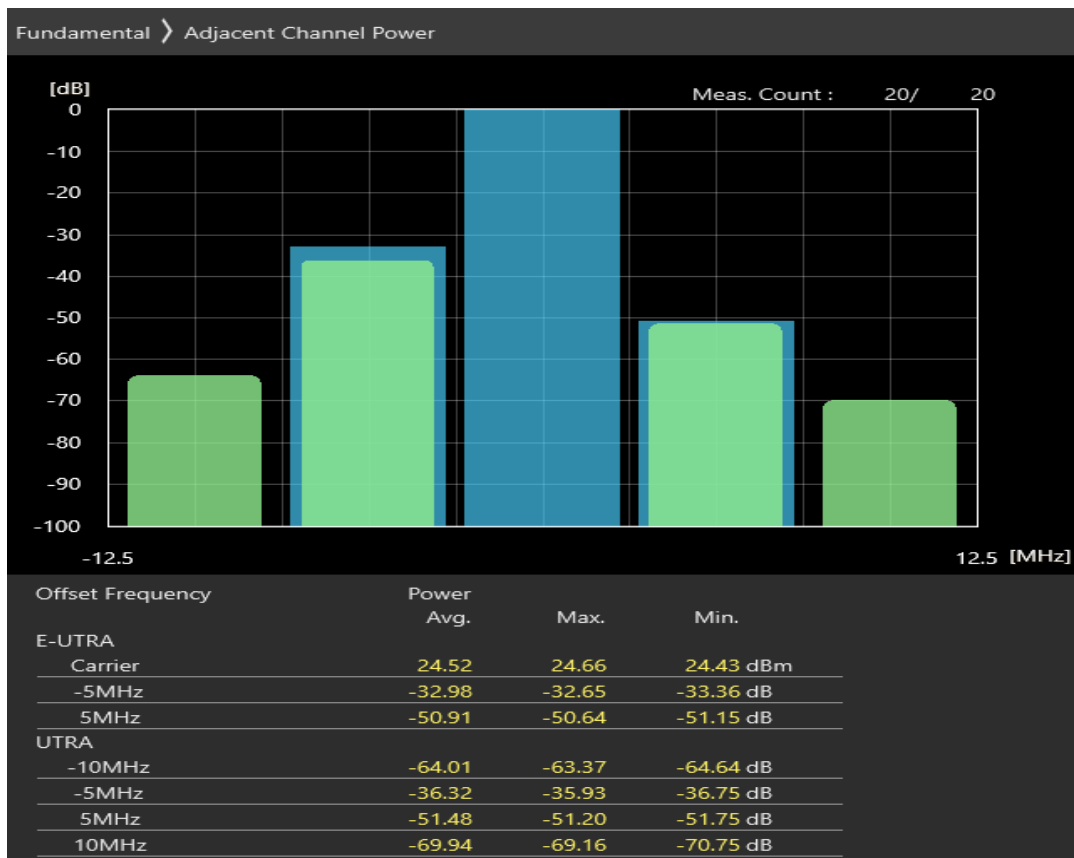 Fundamental 〉 Adjacent Channel Power
[dB]
Meas. Count : 20/ 20
0
-10
-20
-30
-40
-50
-60
-70
-80
-90
-100
-12.5 12.5 [MHz]
Offset Frequency Power
Avg. Max. Min.
E-UTRA
Carrier 24.52 24.66 24.43 dBm
-5MHz -32.98 -32.65 -33.36 dB
5MHz -50.91 -50.64 -51.15 dB
UTRA
-10MHz -64.01 -63.37 -64.64 dB
-5MHz -36.32 -35.93 -36.75 dB
5MHz -51.48 -51.20 -51.75 dB
10MHz -69.94 -69.16 -70.75 dB